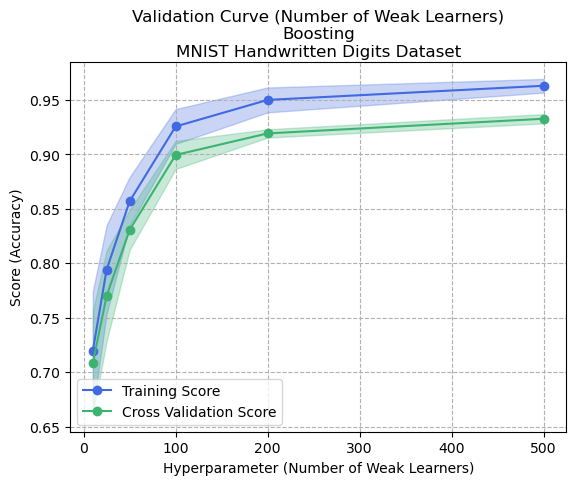 Validation Curve (Number of Weak Learners)
Boosting
MNIST Handwritten Digits Dataset
Score (Accuracy)
0.95
0.90
0.85
0.80
0.75
0.70
0.65
Training Score
Cross Validation Score
0 100 200 300 400 500
Hyperparameter (Number of Weak Learners)